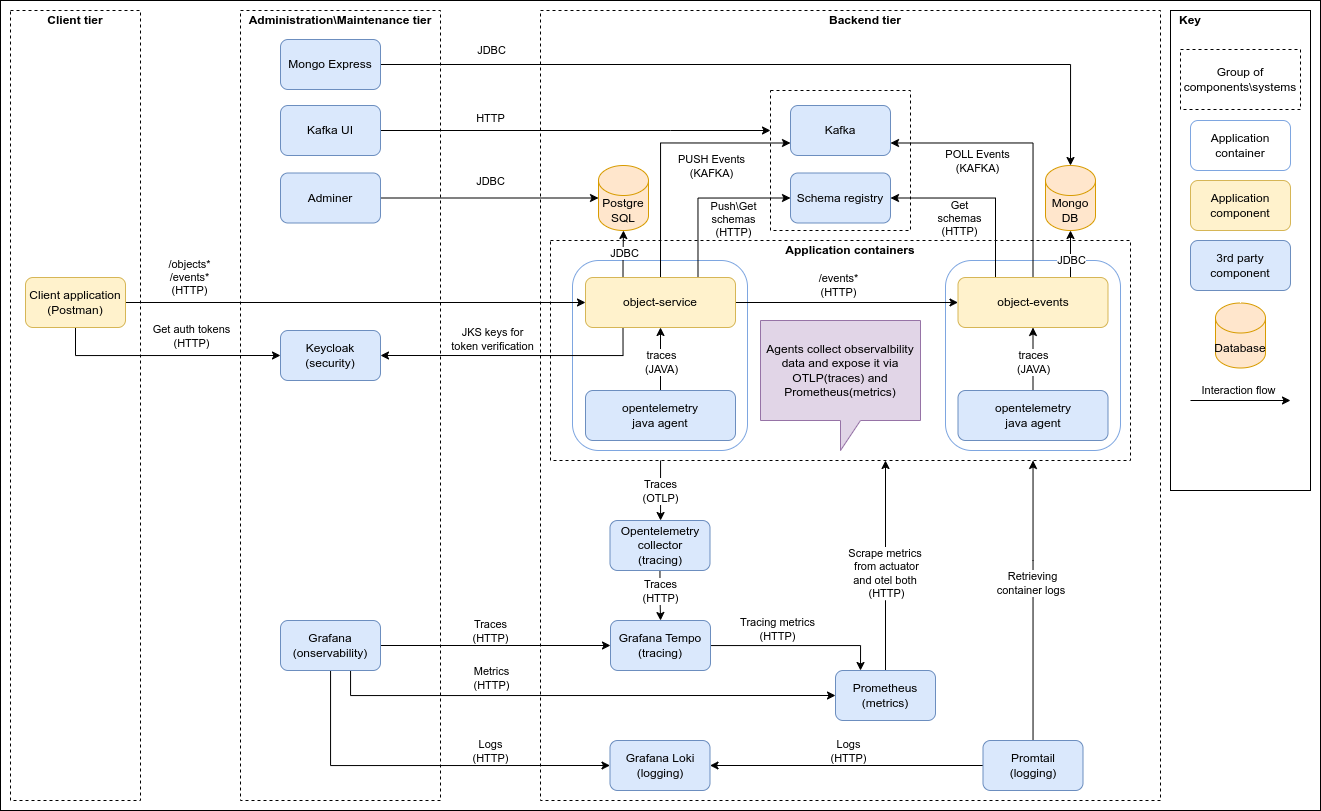 Client tier
Administration\Maintenance tier
Backend tier
Key
Mongo Express
JDBC
Group of
components\systems
Kafka UI
HTTP
Kafka
Application
container
PUSH Events
(KAFKA)
POLL Events
(KAFKA)
Adminer
JDBC
Postgre
SQL
Push\Get
schemas
(HTTP)
Schema registry
Get
schemas
(HTTP)
Mongo
DB
Application
component
JDBC
Application containers
JDBC
3rd party
component
/objects*
/events*
(HTTP)
Client application
(Postman)
object-service
/events*
(HTTP)
object-events
Database
Get auth tokens
(HTTP)
Keycloak
(security)
JKS keys for
token verification
traces
(JAVA)
Agents collect observalbility
data and expose it via
OTLP(traces) and
Prometheus(metrics)
traces
(JAVA)
Interaction flow
opentelemetry
java agent
opentelemetry
java agent
Traces
(OTLP)
Opentelemetry
collector
(tracing)
Scrape metrics
from actuator
and otel both
(HTTP)
Retrieving
container logs
Traces
(HTTP)
Grafana
(onservability)
Traces
(HTTP)
Grafana Tempo
(tracing)
Tracing metrics
(HTTP)
Metrics
(HTTP)
Prometheus
(metrics)
Logs
(HTTP)
Grafana Loki
(logging)
Logs
(HTTP)
Promtail
(logging)